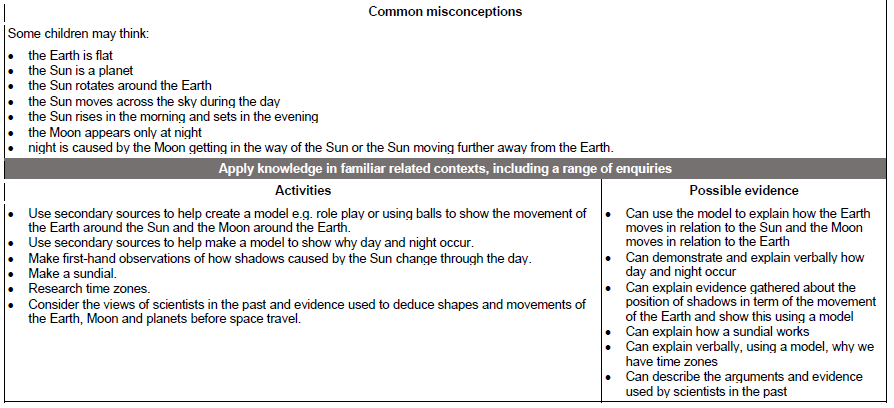 Common misconceptions
Some children may think:
• the Earth is flat
• the Sun is a planet
• the Sun rotates around the Earth
• the Sun moves across the sky during the day
• the Sun rises in the morning and sets in the evening
• the Moon appears only at night
• night is caused by the Moon getting in the way of the Sun or the Sun moving further away from the Earth.
Apply knowledge in familiar related contexts, including a range of enquiries
Activities
• Use secondary sources to help create a model e.g. role play or using balls to show the movement of
the Earth around the Sun and the Moon around the Earth.
• Use secondary sources to help make a model to show why day and night occur.
• Make first-hand observations of how shadows caused by the Sun change through the day.
• Make a sundial.
• Research time zones.
• Consider the views of scientists in the past and evidence used to deduce shapes and movements of
the Earth, Moon and planets before space travel.
Possible evidence
• Can use the model to explain how the Earth
moves in relation to the Sun and the Moon
moves in relation to the Earth
• Can demonstrate and explain verbally how
day and night occur
• Can explain evidence gathered about the
position of shadows in term of the movement
of the Earth and show this using a model
• Can explain how a sundial works
• Can explain verbally, using a model, why we
have time zones
• Can describe the arguments and evidence
used by scientists in the past